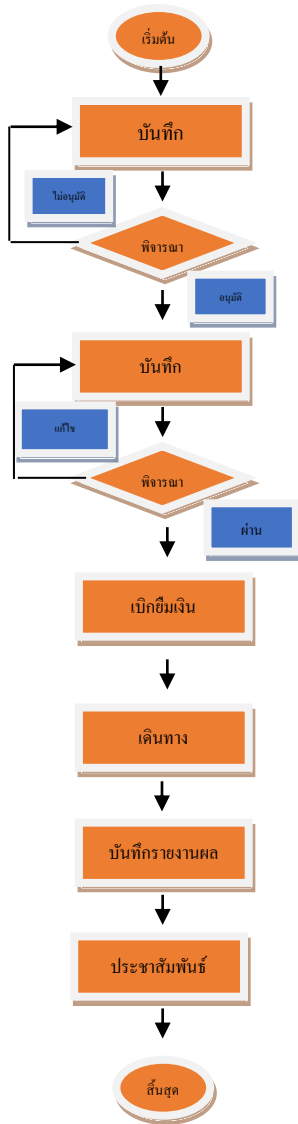 เริ่มต้น
บันทึก
ไม่อนุมัติ
พิจารณา
อนุมัติ
บันทึก
แก้ไข
พิจารณา
ผ่าน
เบิกยืมเงิน
เดินทาง
บันทึกรายงานผล
ประชาสัมพันธ์
สิ้นสุด